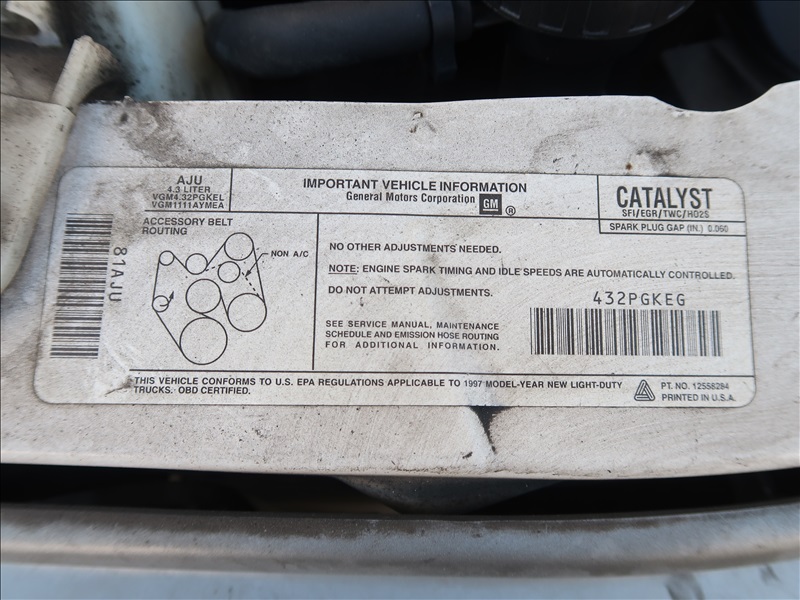 AJU
4.3 LITER
VGM4.32PGKEL
VGM1111AYMEA
IMPORTANT VEHICLE INFORMATION
General Motors Corporation GM ®
CATALYST
SFI/EGR/TWC/HO2S
SPARK PLUG GAP (IN.) 0.060
ACCESSORY BELT
ROUTING
NON A/C
81AJU
NO OTHER ADJUSTMENTS NEEDED.
NOTE: ENGINE SPARK TIMING AND IDLE SPEEDS ARE AUTOMATICALLY CONTROLLED.
DO NOT ATTEMPT ADJUSTMENTS.
432PGKEG
SEE SERVICE MANUAL, MAINTENANCE
SCHEDULE AND EMISSION HOSE ROUTING
FOR ADDITIONAL INFORMATION.
THIS VEHICLE CONFORMS TO U.S. EPA REGULATIONS APPLICABLE TO 1997 MODEL-YEAR NEW LIGHT-DUTY
TRUCKS. OBD CERTIFIED.
PT. NO. 12558284
PRINTED IN U.S.A.